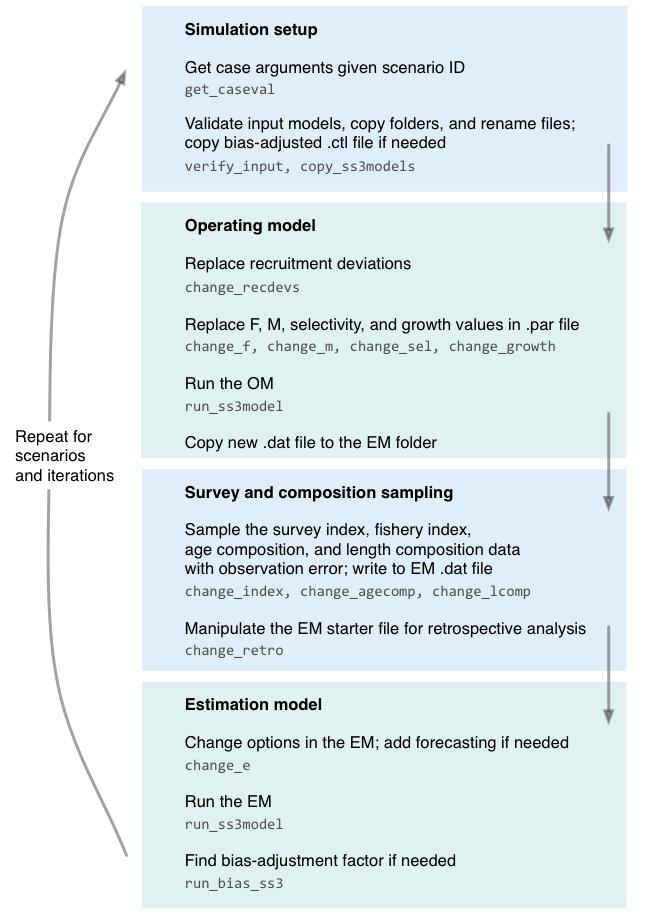 Simulation setup
Get case arguments given scenario ID
get_caseval
Validate input models, copy folders, and rename files;
copy bias-adjusted .ctl file if needed
verify_input, copy_ss3models
Operating model
Replace recruitment deviations
change_recdevs
Replace F, M, selectivity, and growth values in .par file
change_f, change_m, change_sel, change_growth
Run the OM
run_ss3model
Copy new .dat file to the EM folder
Survey and composition sampling
Sample the survey index, fishery index,
age composition, and length composition data
with observation error; write to EM .dat file
change_index, change_agecomp, change_lcomp
Manipulate the EM starter file for retrospective analysis
change_retro
Estimation model
Change options in the EM; add forecasting if needed
change_e
Run the EM
run_ss3model
Find bias-adjustment factor if needed
run_bias_ss3
Repeat for
scenarios
and iterations